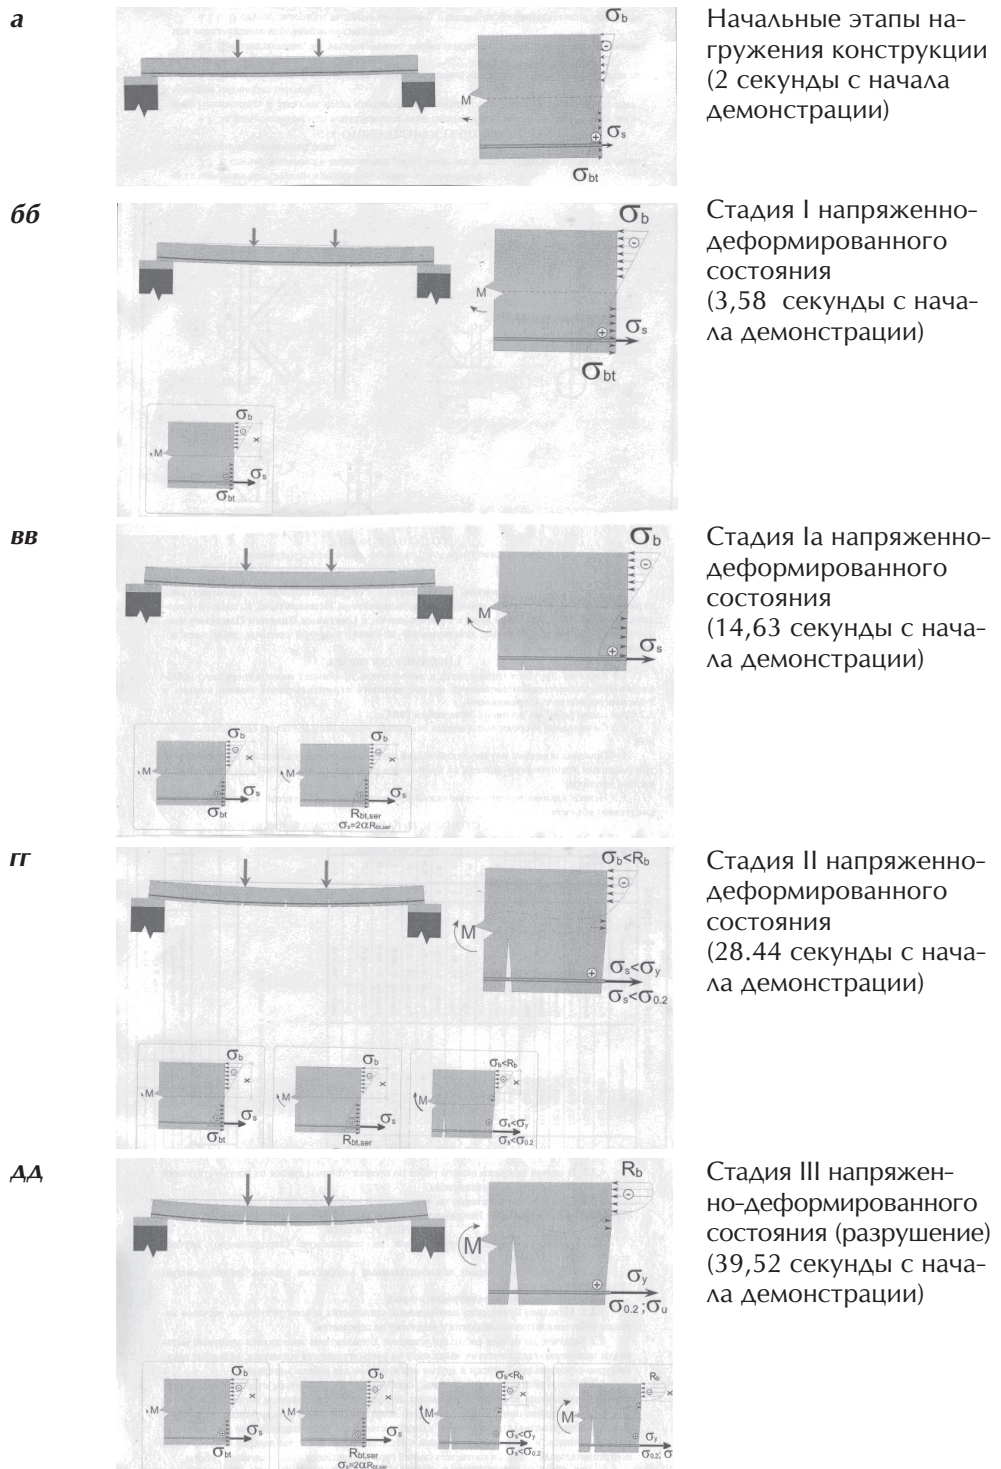 а
σb
M
σs
σbt
Начальные этапы на-
гружения конструкции
(2 секунды с начала
демонстрации)
бб
σb
M
σs
σbt
σb
x
M
σs
σbt
Стадия I напряженно-
деформированного
состояния
(3,58 секунды с нача-
ла демонстрации)
вв
σb
M
σs
σb
x
M
σs
σbt
σb
x
M
σs
Rbt,ser
σs=2αRbt,ser
Стадия Iа напряженно-
деформированного
состояния
(14,63 секунды с нача-
ла демонстрации)
гг
σb<Rb
M
σs<σy
σs<σ0.2
σb
x
M
σs
σbt
σb
x
M
σs
Rbt,ser
σb<Rb
x
M
σs<σy
σs<σ0.2
Стадия II напряженно-
деформированного
состояния
(28.44 секунды с нача-
ла демонстрации)
дд
Rb
M
σy
σ0.2;σu
σb
x
M
σs
σbt
σb
x
M
σs
Rbt,ser
σs=2αRbt,ser
σb<Rb
x
M
σs<σy
σs<σ0.2
Rb
x
M
σy
σ0.2; σ
Стадия III напряжен-
но-деформированного
состояния (разрушение)
(39,52 секунды с нача-
ла демонстрации)